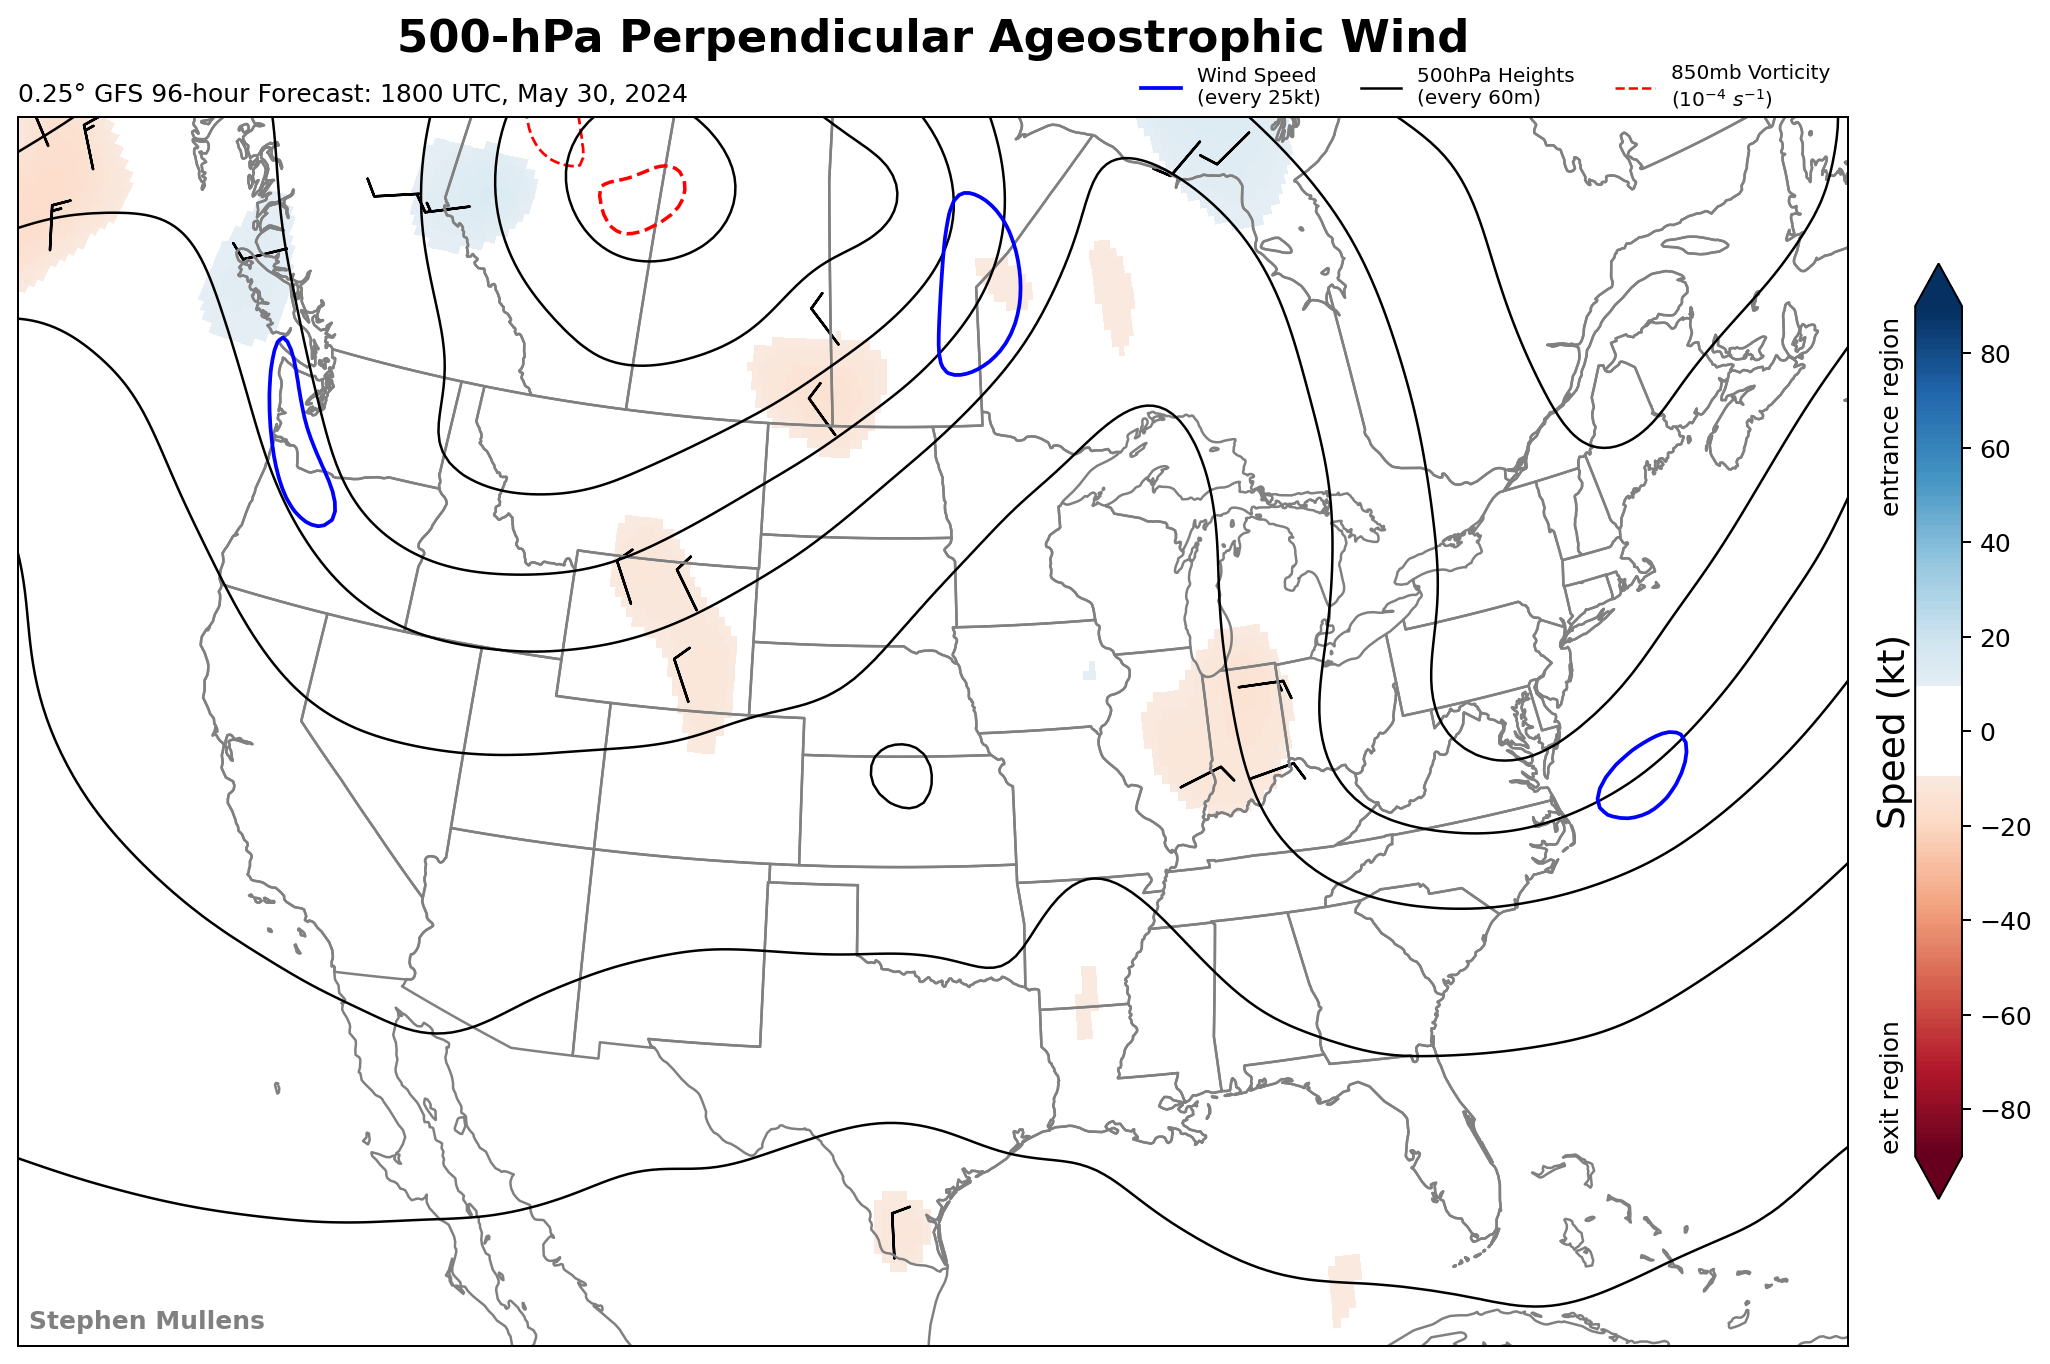 500-hPa Perpendicular Ageostrophic Wind
0.25° GFS 96-hour Forecast: 1800 UTC, May 30, 2024
Wind Speed
(every 25kt)
500hPa Heights
(every 60m)
850mb Vorticity
(10⁻⁴ s⁻¹)
entrance region
Speed (kt)
exit region
80
60
40
20
0
−20
−40
−60
−80
Stephen Mullens